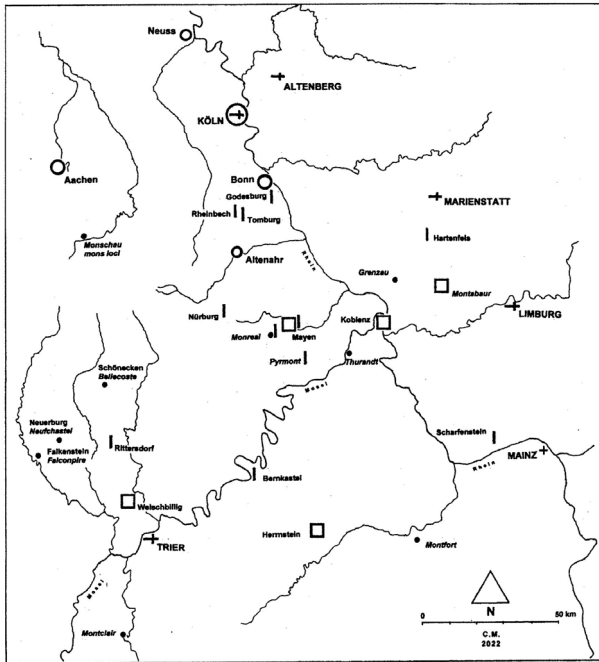 Neuss
ALTENBERG
KÖLN
Aachen
Bonn
Godesburg
MARIENSTATT
Rheinbach
Tomburg
Hartenfels
Monschau
mons loci
Altenahr
Rhein
Grenzau
Montabaur
Nürburg
LIMBURG
Koblenz
Monreal
Mayen
Pyrmont
Thurandt
Schönecken
Bellecoste
Mosel
Neuerburg
Neufchastel
Scharfenstein
Rittersdorf
Falkenstein
Falconpire
MAINZ
Rhein
Bernkastel
Welschbillig
Herrnstein
TRIER
Montfort
Mosel
N
0
50 km
C.M.
2022
Montclair